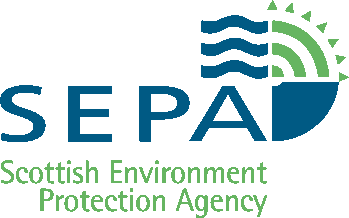 SEPA
Scottish Environment
Protection Agency